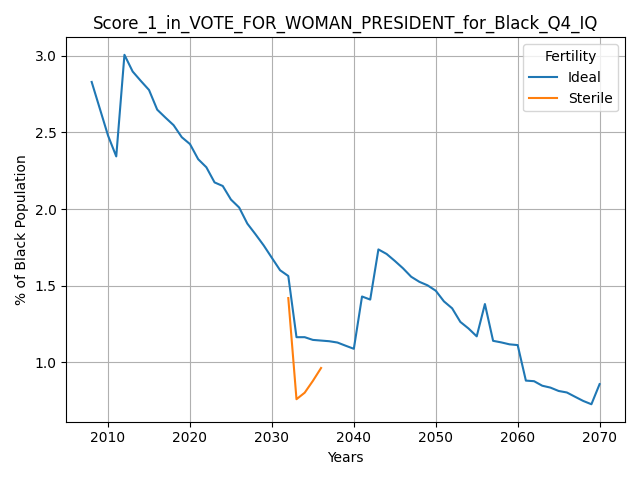 Score_1_in_VOTE_FOR_WOMAN_PRESIDENT_for_Black_Q4_IQ
Fertility
Ideal
Sterile
% of Black Population
3.0
2.5
2.0
1.5
1.0
2010 2020 2030 2040 2050 2060 2070
Years